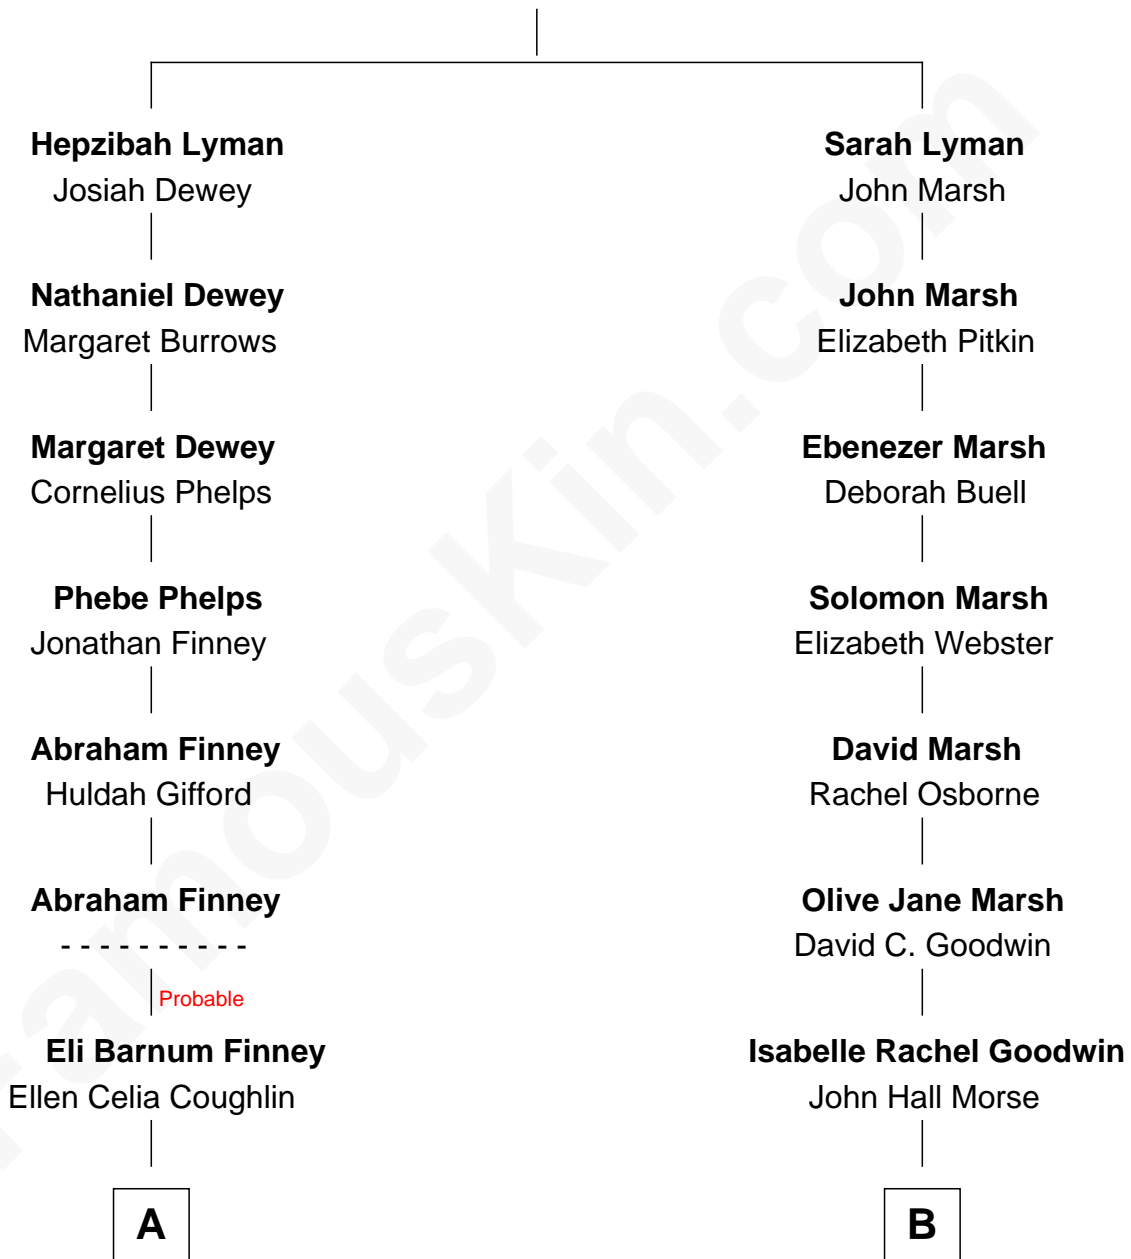 Hepzibah Lyman
Josiah Dewey
Nathaniel Dewey
Margaret Burrows
Margaret Dewey
Cornelius Phelps
Phebe Phelps
Jonathan Finney
Abraham Finney
Huldah Gifford
Abraham Finney
- - - - - - - - - -
Probable
Eli Barnum Finney
Ellen Celia Coughlin
A
Sarah Lyman
John Marsh
John Marsh
Elizabeth Pitkin
Ebenezer Marsh
Deborah Buell
Solomon Marsh
Elizabeth Webster
David Marsh
Rachel Osborne
Olive Jane Marsh
David C. Goodwin
Isabelle Rachel Goodwin
John Hall Morse
B
FamousKin.com